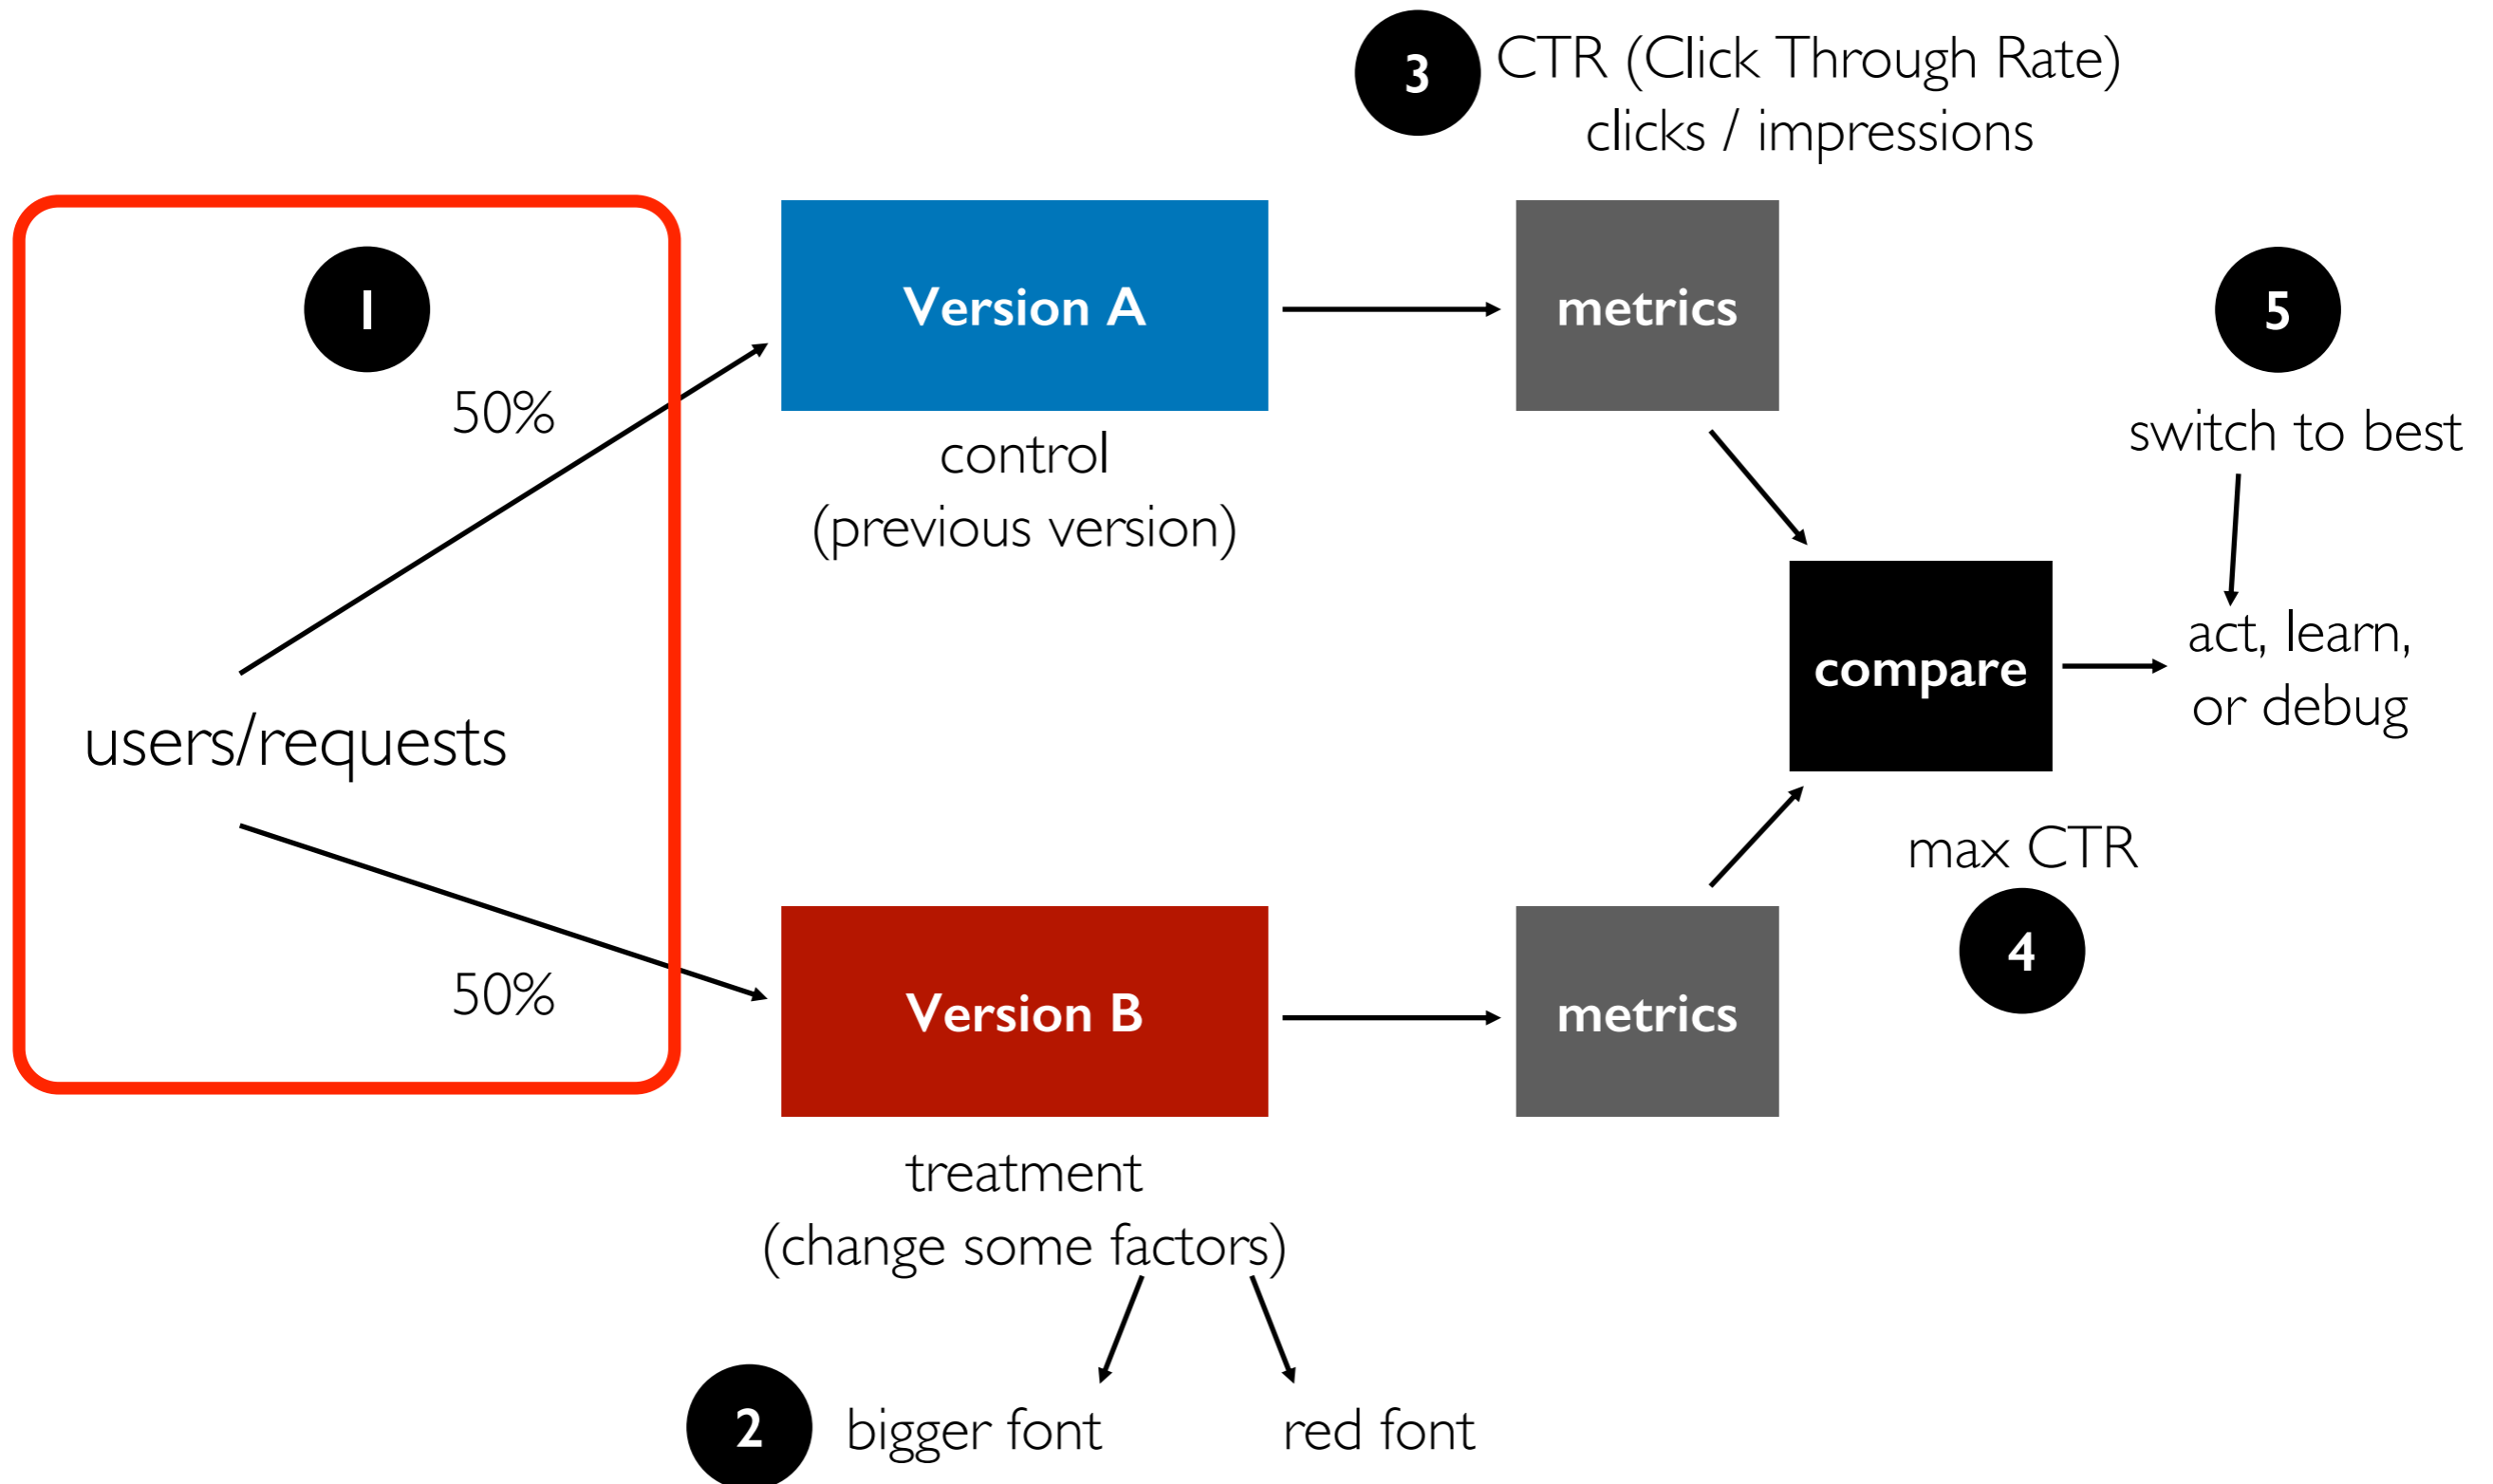 3
CTR (Click Through Rate)
clicks / impressions
1
50%
users/requests
50%
Version A
control
(previous version)
metrics
Version B
treatment
(change some factors)
2
bigger font
red font
metrics
compare
max CTR
4
5
switch to best
act, learn,
or debug